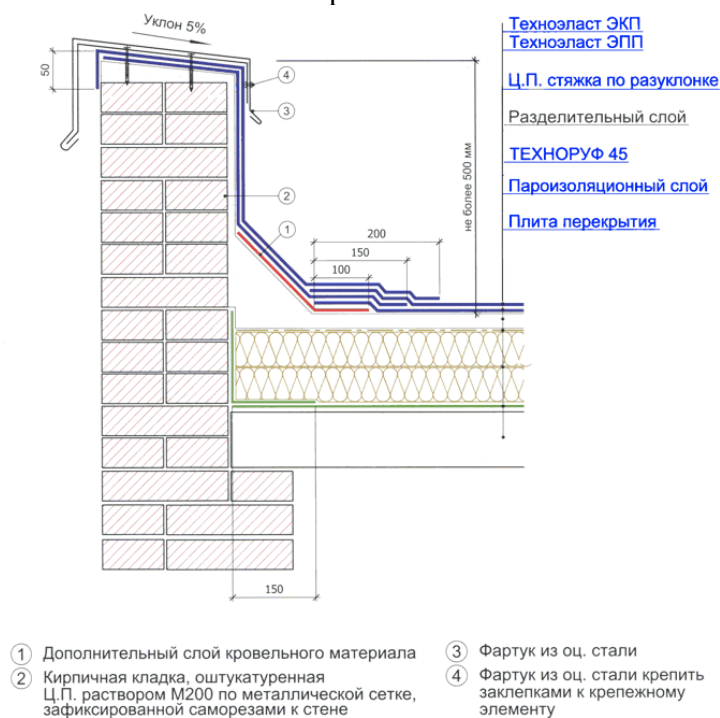 Уклон 5%
Техноэласт ЭКП
Техноэласт ЭПП
50
4
Ц.П. стяжка по разуклонке
3
Разделительный слой
не более 500 мм
ТЕХНОРУФ 45
2
Пароизоляционный слой
1
200
Плита перекрытия
150
100
150
1 Дополнительный слой кровельного материала
2 Кирпичная кладка, оштукатуренная
Ц.П. раствором М200 по металлической сетке,
зафиксированной саморезами к стене
3 Фартук из оц. стали
4 Фартук из оц. стали крепить
заклепками к крепежному
элементу